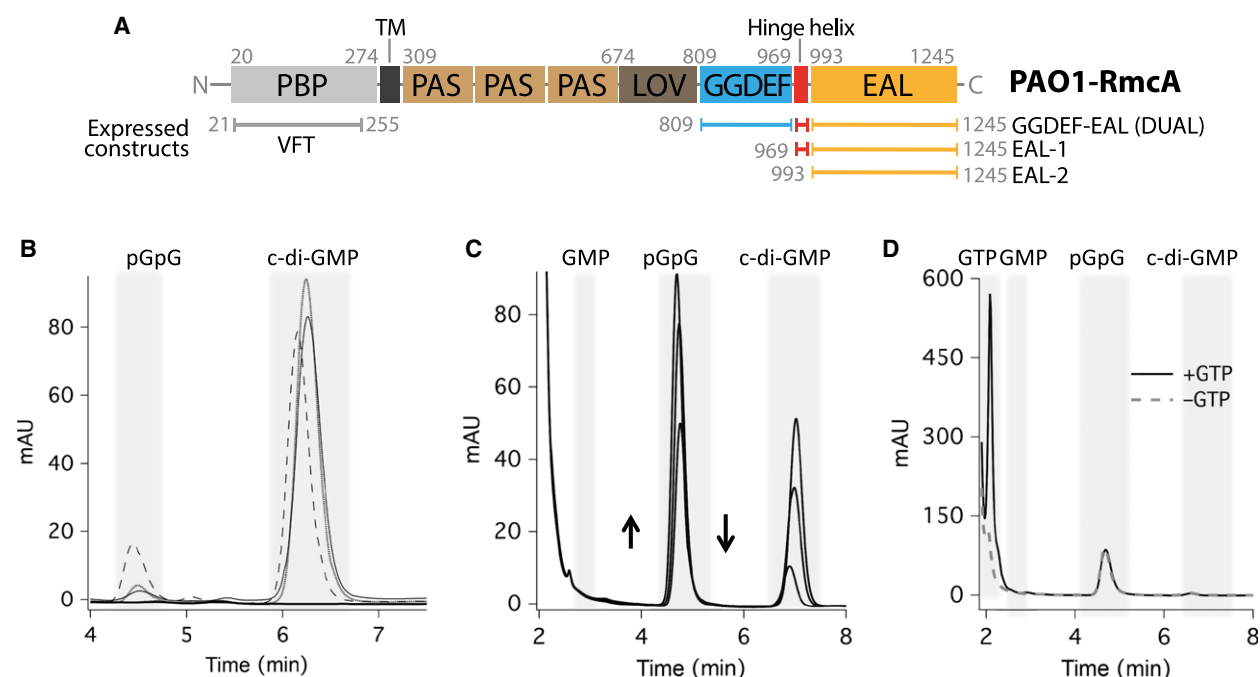 A
TM
Hinge helix
20 274 309 674 809 969 993 1245
N PBP PAS PAS PAS LOV GGDEF EAL C PAO1-RmcA
Expressed constructs
21 VFT 255
809 1245 GGDEF-EAL (DUAL)
969 1245 EAL-1
993 1245 EAL-2
B
pGpG c-di-GMP
mAU
80
60
40
20
0
4 5 6 7
Time (min)
C
GMP pGpG c-di-GMP
mAU
80
60
40
20
0
2 4 6 8
Time (min)
D
GTP GMP pGpG c-di-GMP
mAU
600
450
300
150
0
+GTP
–GTP
2 4 6 8
Time (min)